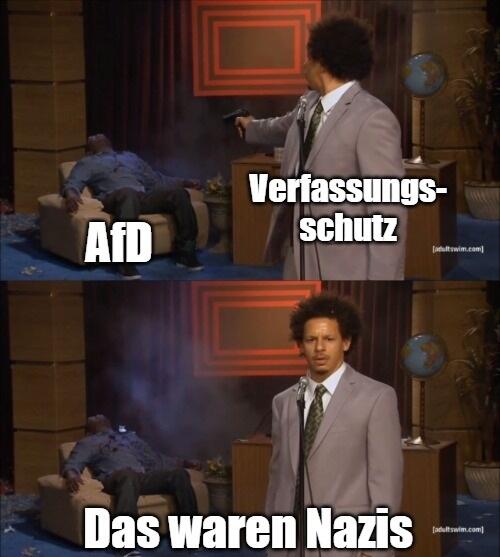 Verfassungs-
schutz
AfD
[adultswim.com]
Das waren Nazis
[adultswim.com]